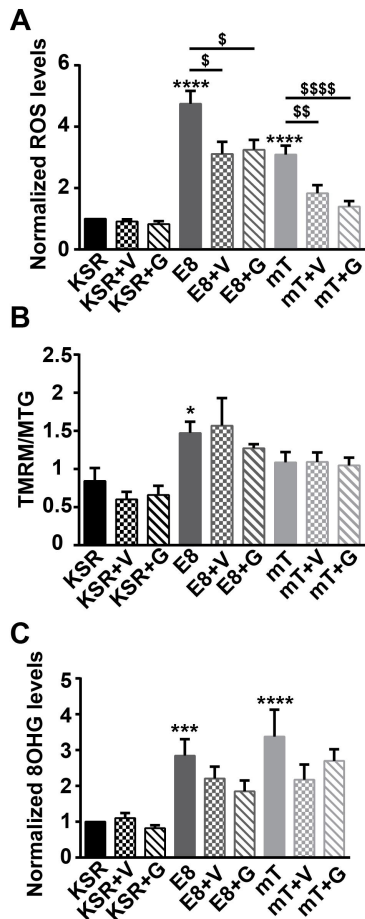 A
Normalized ROS levels
6
4
2
0
****
$
$
****
$$$$
$$
KSR
KSR+V
KSR+G
E8
E8+V
E8+G
mT
mT+V
mT+G
B
TMRM/MTG
2.5
2
1.5
1
0.5
0
*
KSR
KSR+V
KSR+G
E8
E8+V
E8+G
mT
mT+V
mT+G
C
Normalized 8OHG levels
5
4
3
2
1
0
***
****
KSR
KSR+V
KSR+G
E8
E8+V
E8+G
mT
mT+V
mT+G